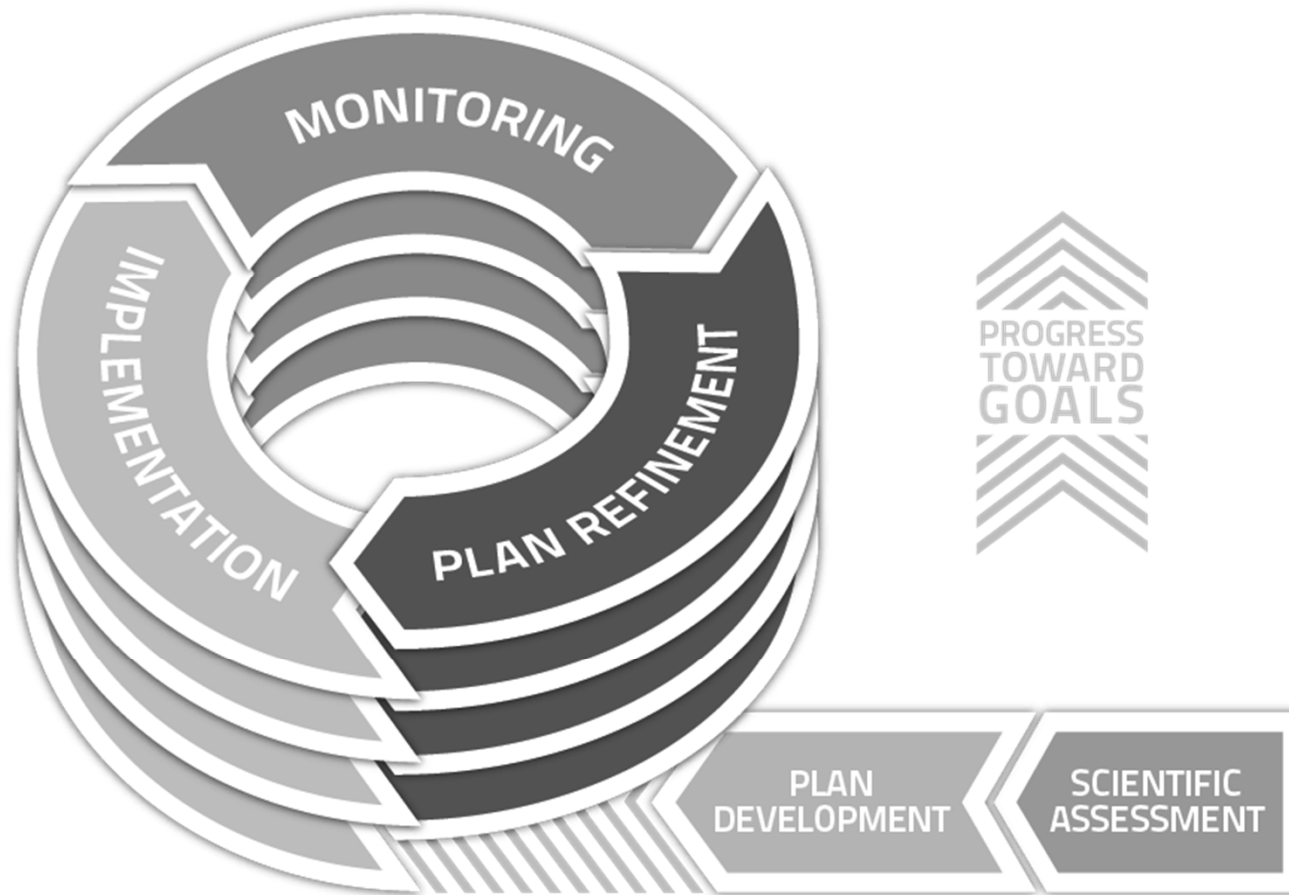 MONITORING
IMPLEMENTATION
PLAN REFINEMENT
PROGRESS
TOWARD
GOALS
PLAN
DEVELOPMENT
SCIENTIFIC
ASSESSMENT